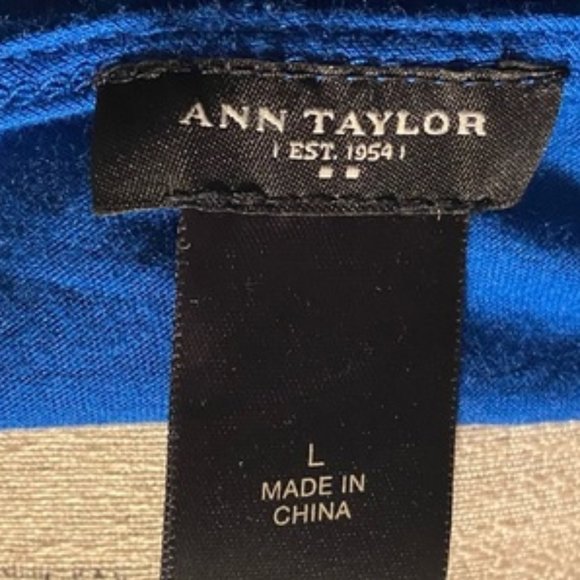 ANN TAYLOR
EST. 1954
L
MADE IN
CHINA